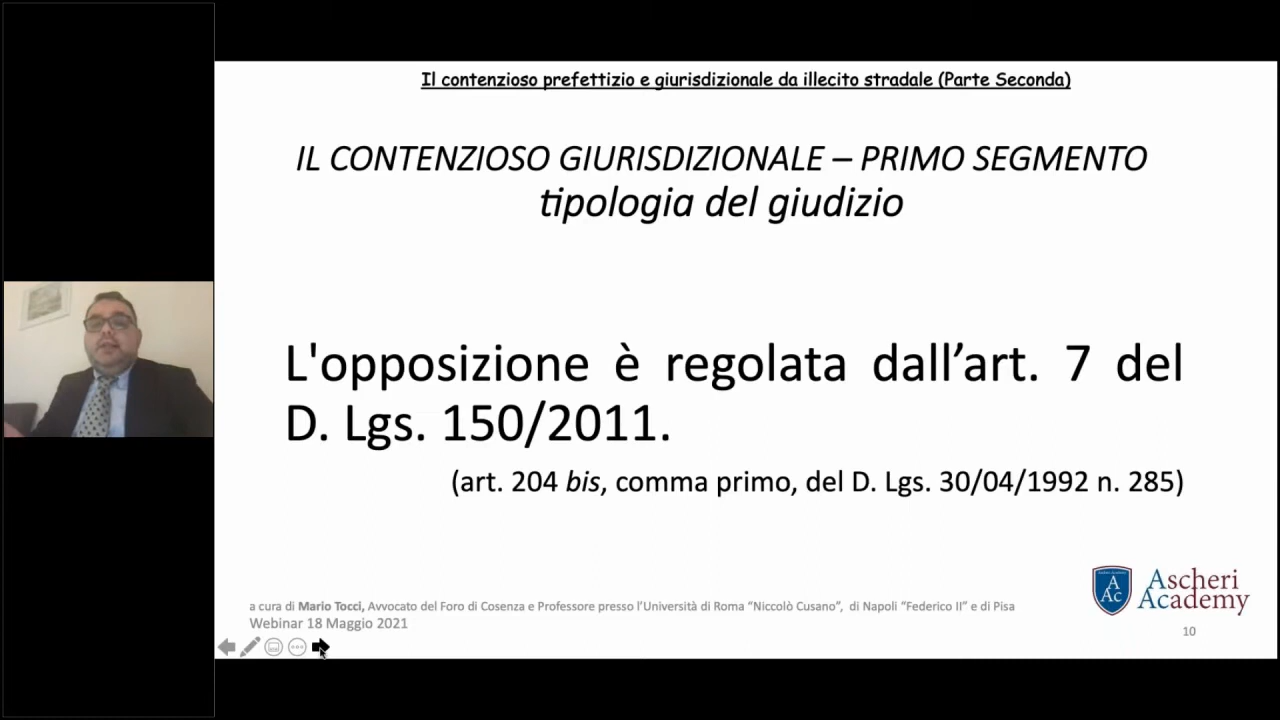 Il contenzioso prefettizio e giurisdizionale da illecito stradale (Parte Seconda)
IL CONTENZIOSO GIURISDIZIONALE – PRIMO SEGMENTO
tipologia del giudizio
L'opposizione è regolata dall’art. 7 del
D. Lgs. 150/2011.
(art. 204 bis, comma primo, del D. Lgs. 30/04/1992 n. 285)
a cura di Mario Tocci, Avvocato del Foro di Cosenza e Professore presso l’Università di Roma “Niccolò Cusano”, di Napoli “Federico II” e di Pisa
Webinar 18 Maggio 2021
A
Ac
Ascheri
Academy
10